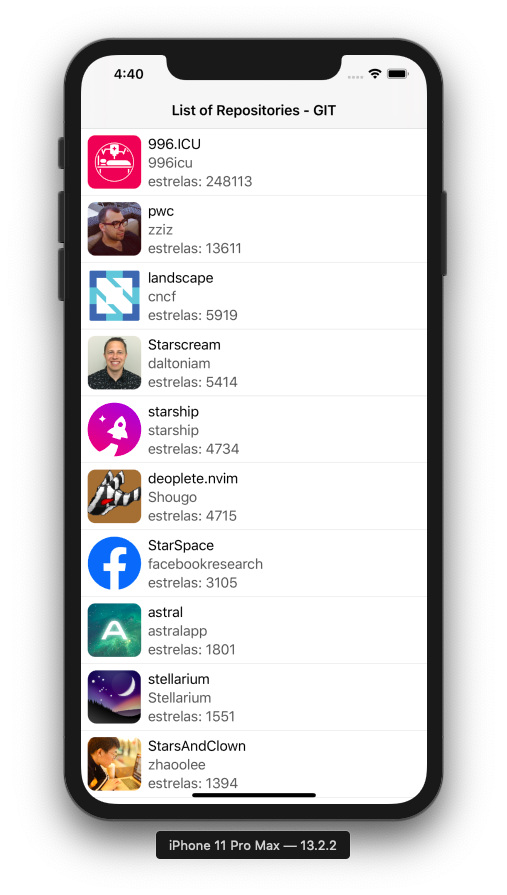 4:40
List of Repositories - GIT
996.ICU
996icu
estrelas: 248113
pwc
zziz
estrelas: 13611
landscape
cncf
estrelas: 5919
Starscream
daltoniam
estrelas: 5414
starship
starship
estrelas: 4734
deoplete.nvim
Shougo
estrelas: 4715
StarSpace
facebookresearch
estrelas: 3105
astral
astralapp
estrelas: 1801
stellarium
Stellarium
estrelas: 1551
StarsAndClown
zhaoolee
estrelas: 1394
iPhone 11 Pro Max — 13.2.2